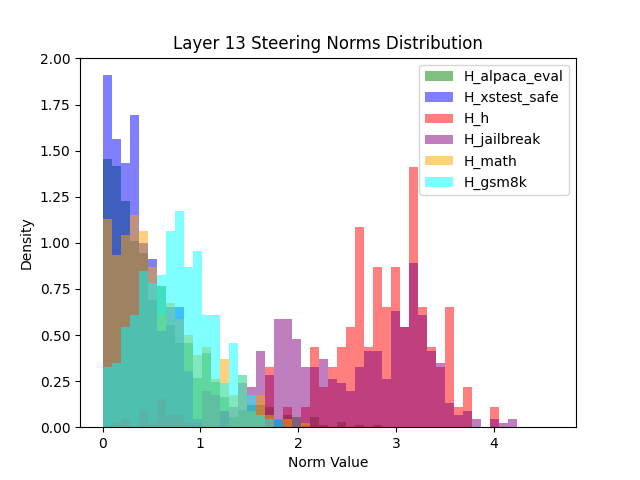 Layer 13 Steering Norms Distribution
H_alpaca_eval
H_xstest_safe
H_h
H_jailbreak
H_math
H_gsm8k
2.00
1.75
1.50
1.25
1.00
0.75
0.50
0.25
0.00
Density
0 1 2 3 4
Norm Value